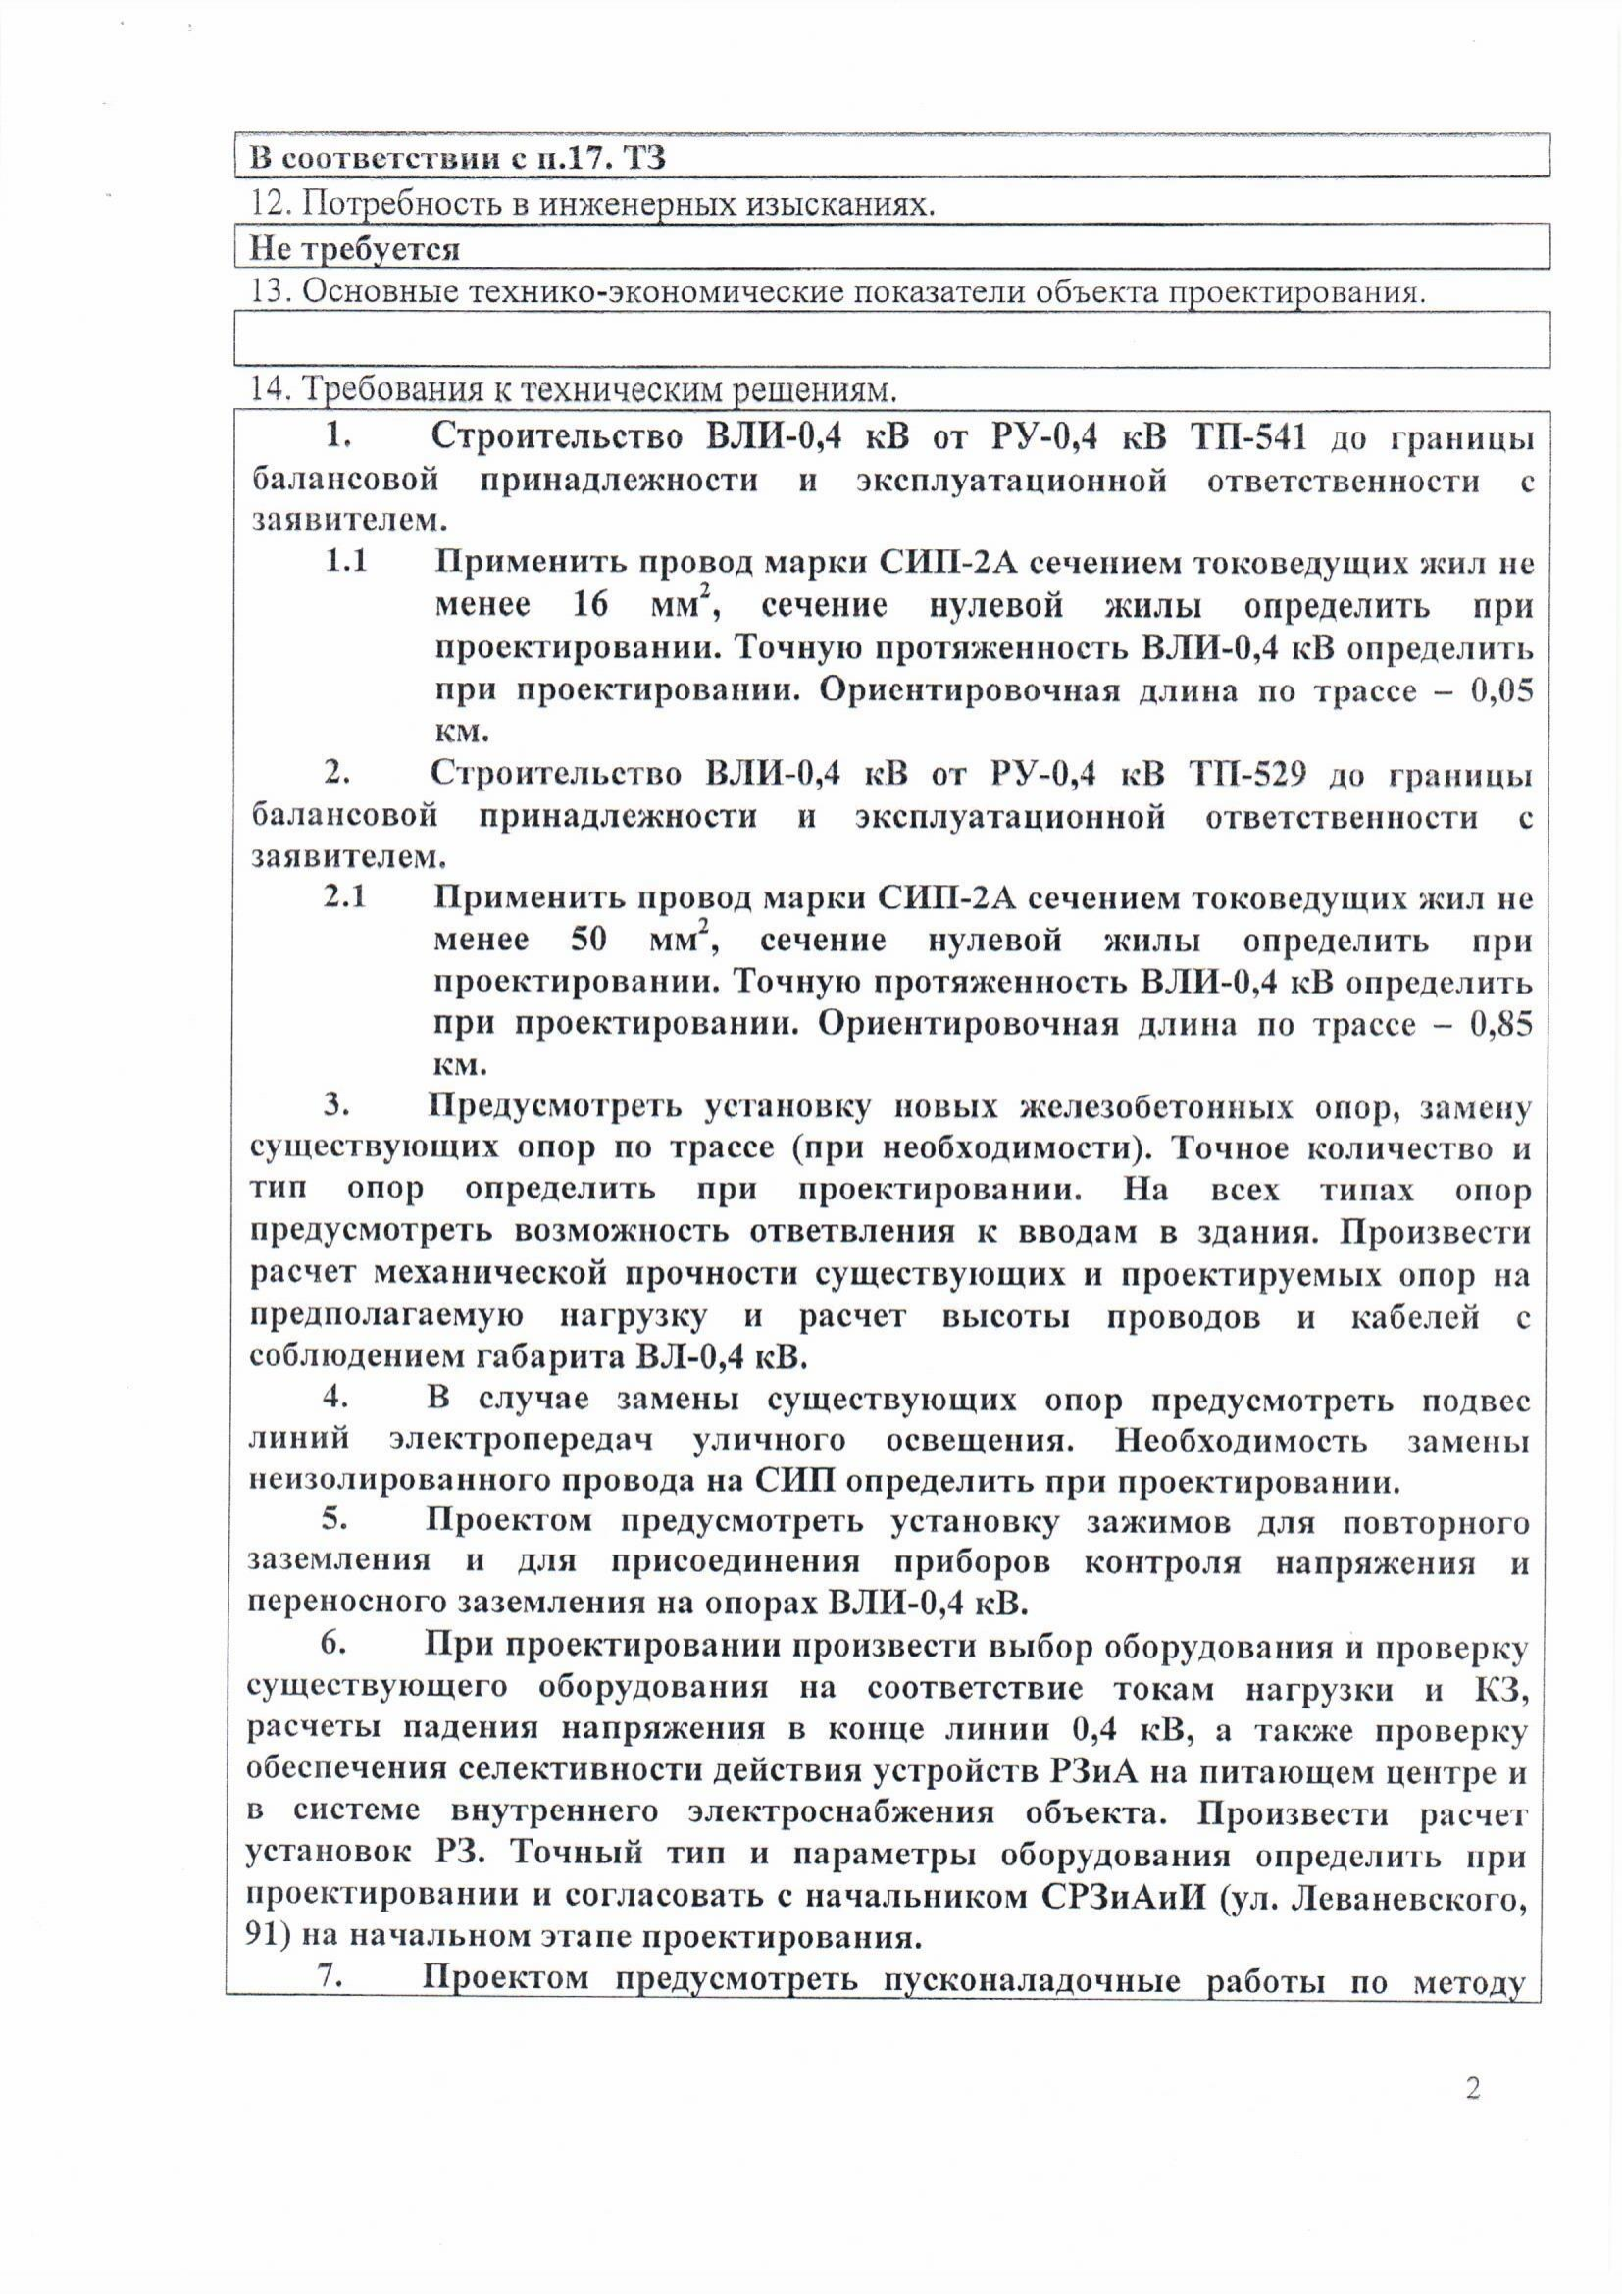 В соответствии с п.17. ТЗ
12. Потребность в инженерных изысканиях.
Не требуется
13. Основные технико-экономические показатели объекта проектирования.
14. Требования к техническим решениям.
1. Строительство ВЛИ-0,4 кВ от РУ-0,4 кВ ТП-541 до границы
балансовой принадлежности и эксплуатационной ответственности с
заявителем.
1.1 Применить провод марки СИП-2А сечением токоведущих жил не
менее 16 мм², сечение нулевой жилы определить при
проектировании. Точную протяженность ВЛИ-0,4 кВ определить
при проектировании. Ориентировочная длина по трассе – 0,05
км.
2. Строительство ВЛИ-0,4 кВ от РУ-0,4 кВ ТП-529 до границы
балансовой принадлежности и эксплуатационной ответственности с
заявителем.
2.1 Применить провод марки СИП-2А сечением токоведущих жил не
менее 50 мм², сечение нулевой жилы определить при
проектировании. Точную протяженность ВЛИ-0,4 кВ определить
при проектировании. Ориентировочная длина по трассе – 0,85
км.
3. Предусмотреть установку новых железобетонных опор, замену
существующих опор по трассе (при необходимости). Точное количество и
тип опор определить при проектировании. На всех типах опор
предусмотреть возможность ответвления к вводам в здания. Произвести
расчет механической прочности существующих и проектируемых опор на
предполагаемую нагрузку и расчет высоты проводов и кабелей с
соблюдением габарита ВЛ-0,4 кВ.
4. В случае замены существующих опор предусмотреть подвес
линий электропередач уличного освещения. Необходимость замены
неизолированного провода на СИП определить при проектировании.
5. Проектом предусмотреть установку зажимов для повторного
заземления и для присоединения приборов контроля напряжения и
переносного заземления на опорах ВЛИ-0,4 кВ.
6. При проектировании произвести выбор оборудования и проверку
существующего оборудования на соответствие токам нагрузки и КЗ,
расчеты падения напряжения в конце линии 0,4 кВ, а также проверку
обеспечения селективности действия устройств РЗиА на питающем центре и
в системе внутреннего электроснабжения объекта. Произвести расчет
установок РЗ. Точный тип и параметры оборудования определить при
проектировании и согласовать с начальником СРЗиАиИ (ул. Леваневского,
91) на начальном этапе проектирования.
7. Проектом предусмотреть пусконаладочные работы по методу
2